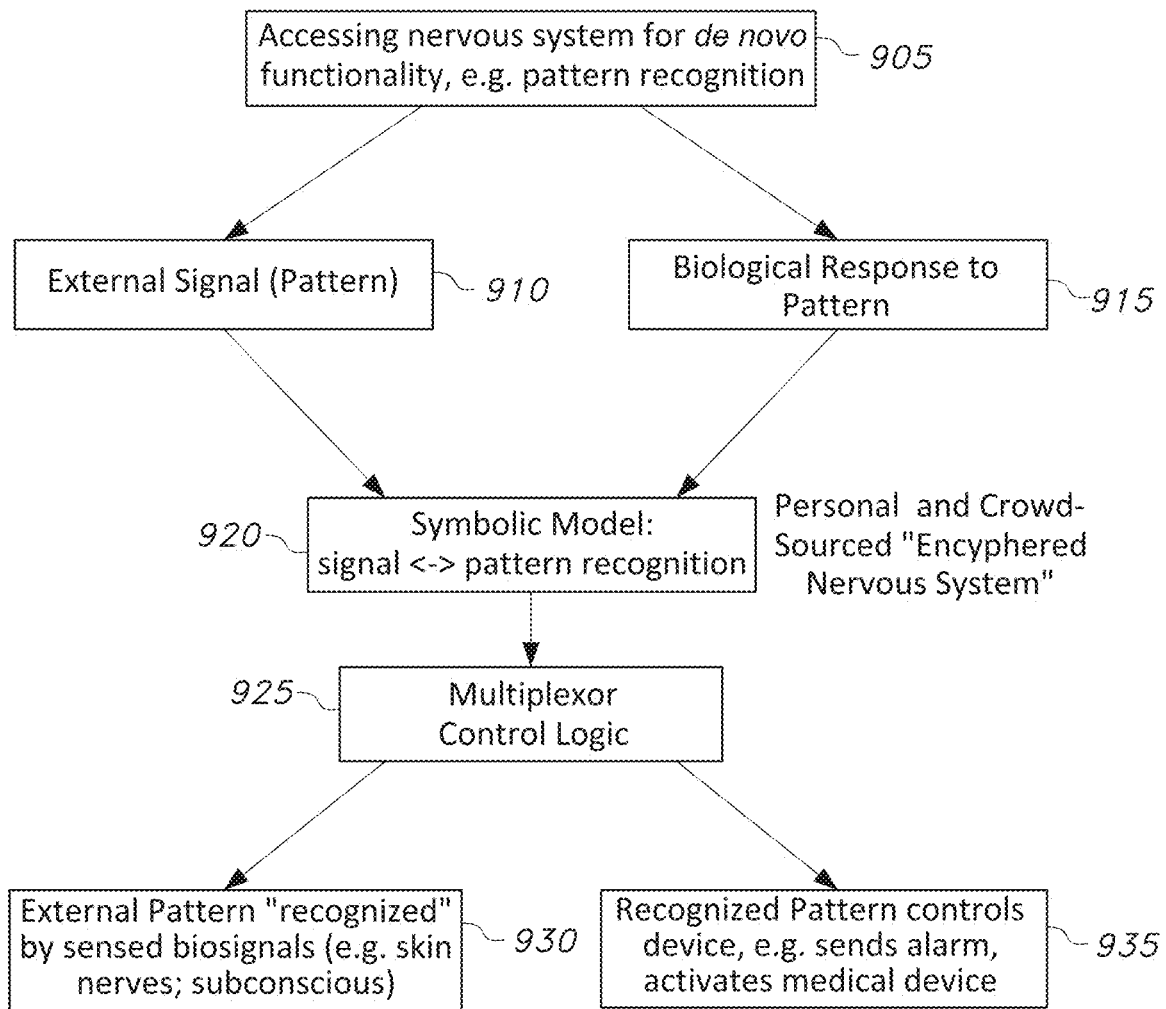 Accessing nervous system for de novo
functionality, e.g. pattern recognition
905
External Signal (Pattern)
910
Biological Response to
Pattern
915
920
Symbolic Model:
signal <-> pattern recognition
Personal and Crowd-
Sourced "Encyphered
Nervous System"
925
Multiplexor
Control Logic
External Pattern "recognized"
by sensed biosignals (e.g. skin
nerves; subconscious)
930
Recognized Pattern controls
device, e.g. sends alarm,
activates medical device
935